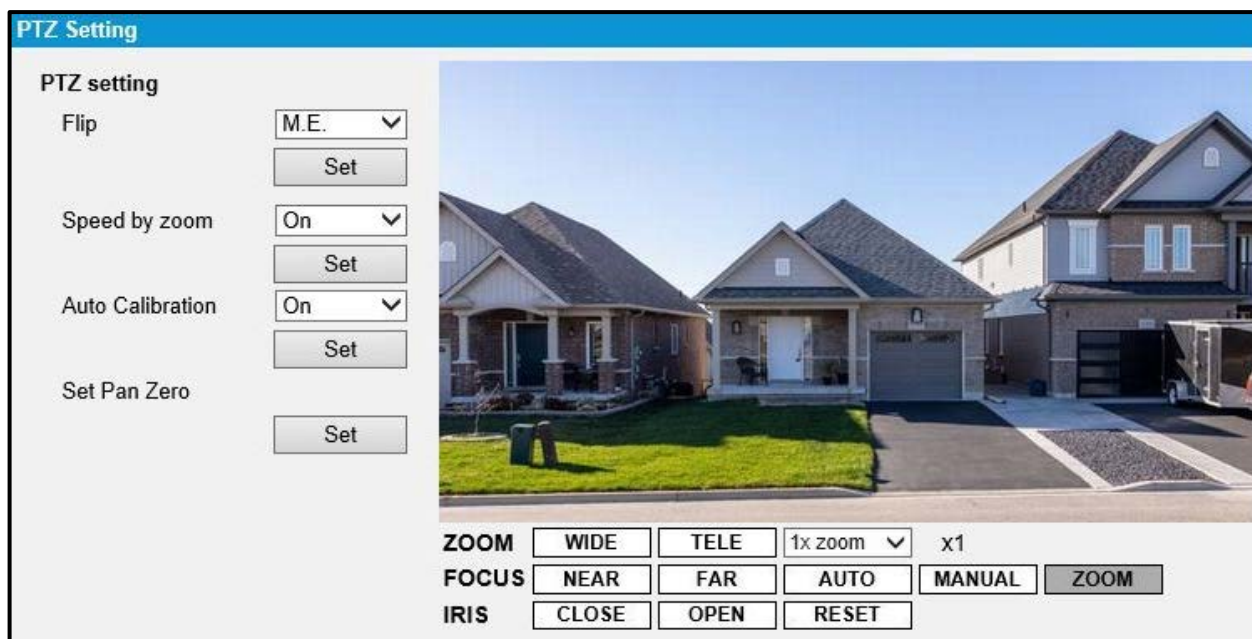 PTZ Setting
PTZ setting
Flip M.E.
Set
Speed by zoom On
Set
Auto Calibration On
Set
Set Pan Zero
Set
ZOOM WIDE TELE 1x zoom x1
FOCUS NEAR FAR AUTO MANUAL ZOOM
IRIS CLOSE OPEN RESET